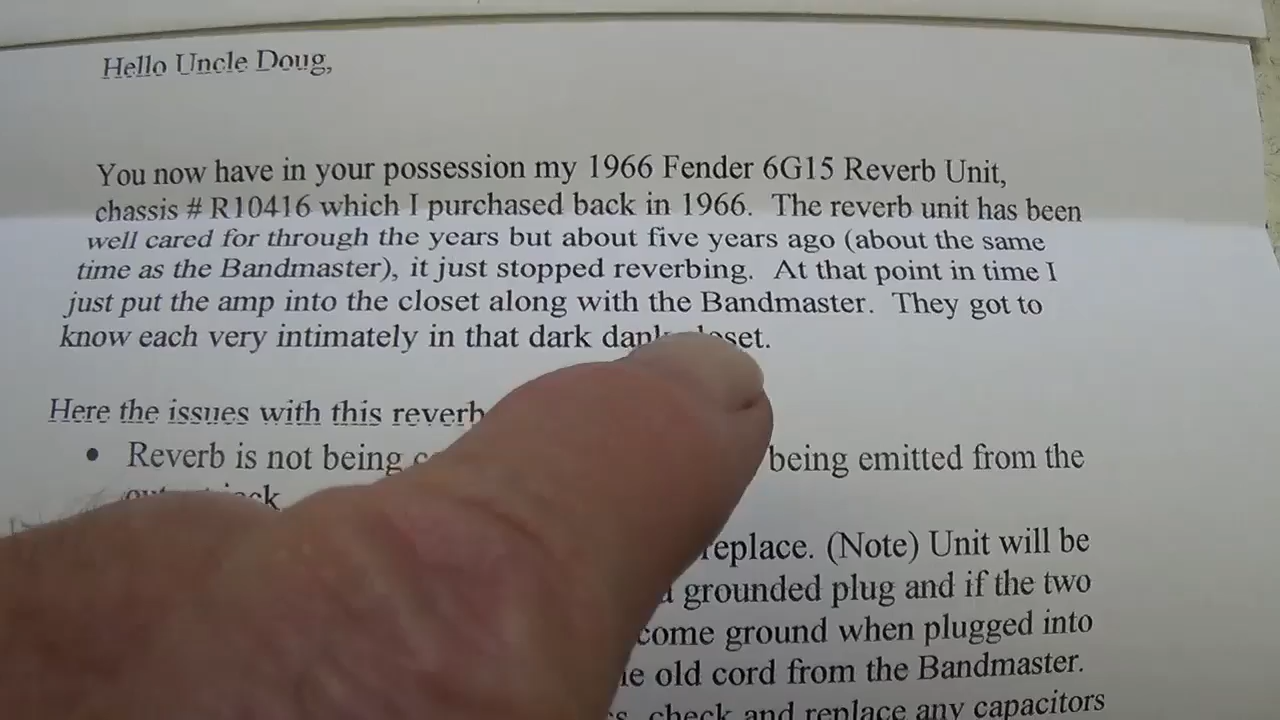 Hello Uncle Doug,
You now have in your possession my 1966 Fender 6G15 Reverb Unit,
chassis # R10416 which I purchased back in 1966. The reverb unit has been
well cared for through the years but about five years ago (about the same
time as the Bandmaster), it just stopped reverbing. At that point in time I
just put the amp into the closet along with the Bandmaster. They got to
know each very intimately in that dark dank closet.
Here the issues with this reverb
• Reverb is not being being emitted from the
replace. (Note) Unit will be
grounded plug and if the two
come ground when plugged into
old cord from the Bandmaster.
check and replace any capacitors